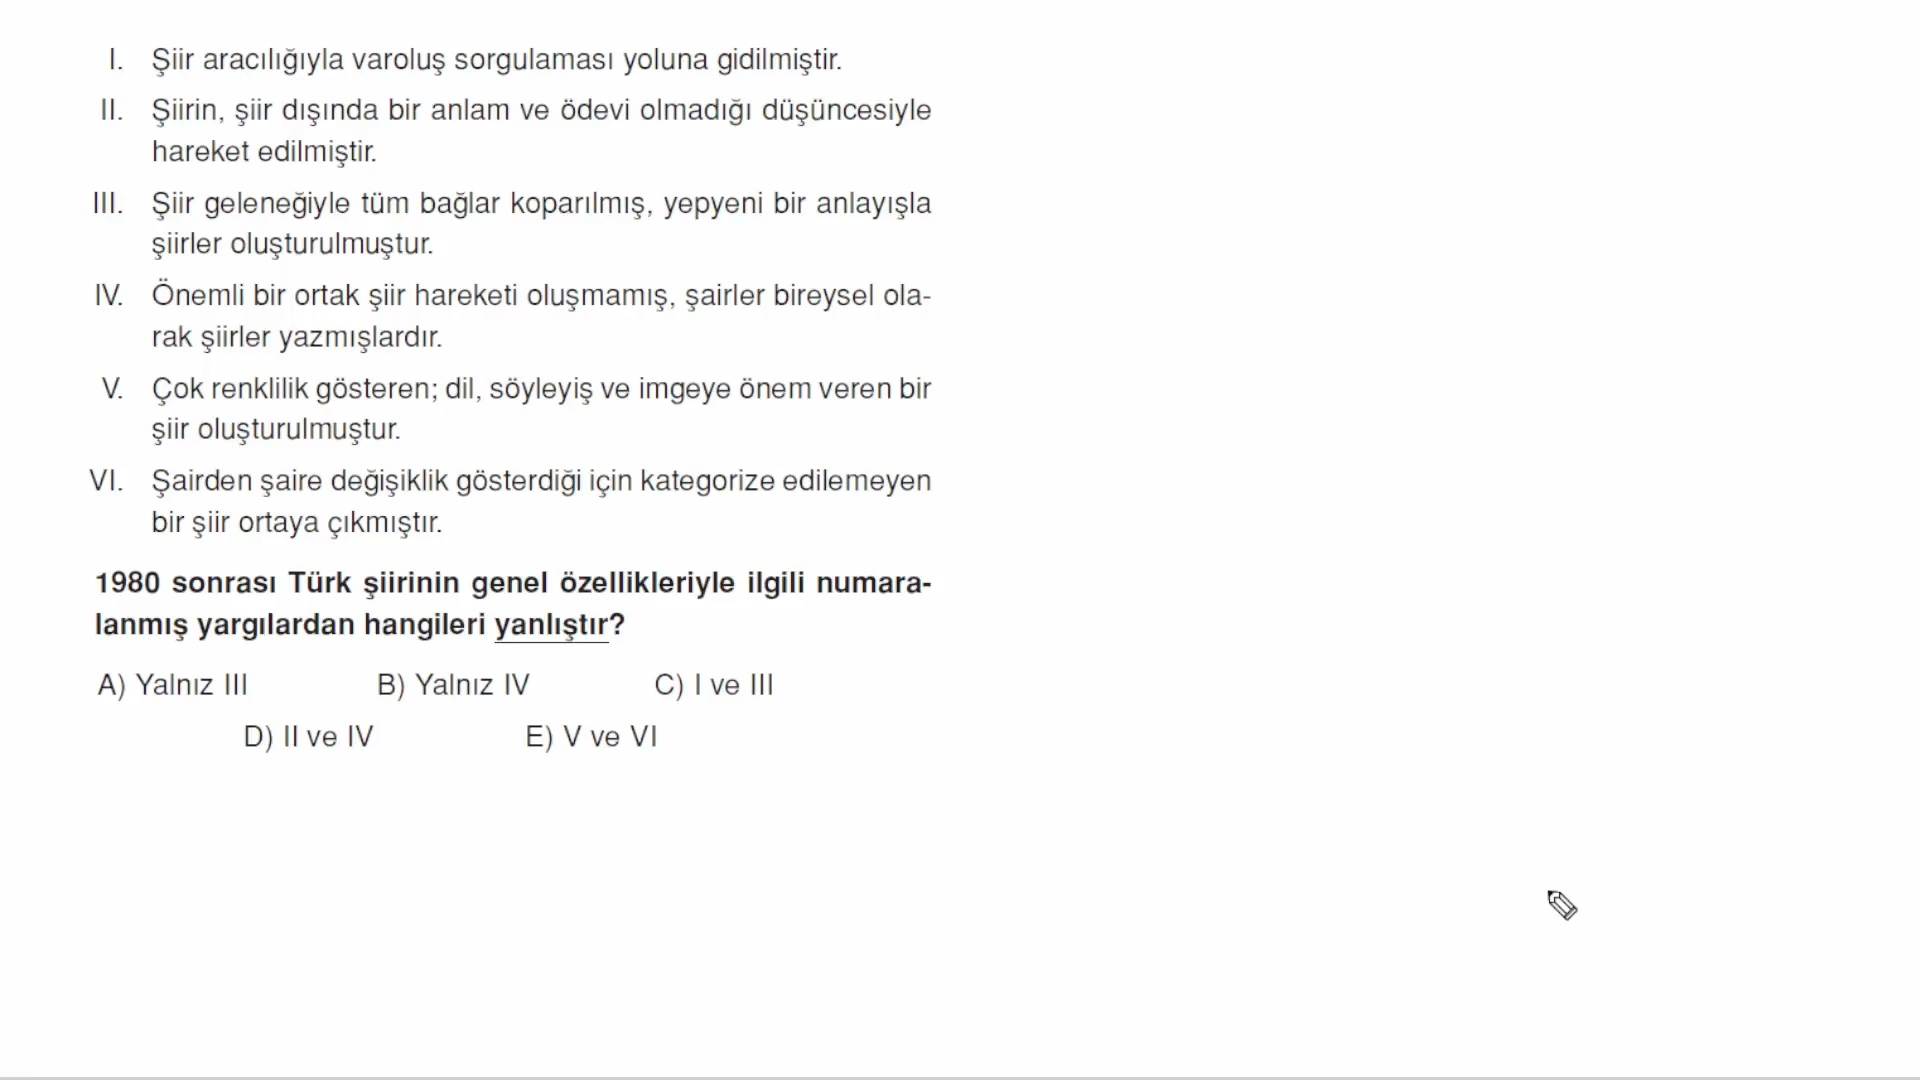 I. Şiir aracılığıyla varoluş sorgulaması yoluna gidilmiştir.
II. Şiirin, şiir dışında bir anlam ve ödevi olmadığı düşüncesiyle
hareket edilmiştir.
III. Şiir geleneğiyle tüm bağlar koparılmış, yepyeni bir anlayışla
şiirler oluşturulmuştur.
IV. Önemli bir ortak şiir hareketi oluşmamış, şairler bireysel ola-
rak şiirler yazmışlardır.
V. Çok renklilik gösteren; dil, söyleyiş ve imgeye önem veren bir
şiir oluşturulmuştur.
VI. Şairden şaire değişiklik gösterdiği için kategorize edilemeyen
bir şiir ortaya çıkmıştır.
1980 sonrası Türk şiirinin genel özellikleriyle ilgili numara-
lanmış yargılardan hangileri yanlıştır?
A) Yalnız III B) Yalnız IV C) I ve III
D) II ve IV E) V ve VI